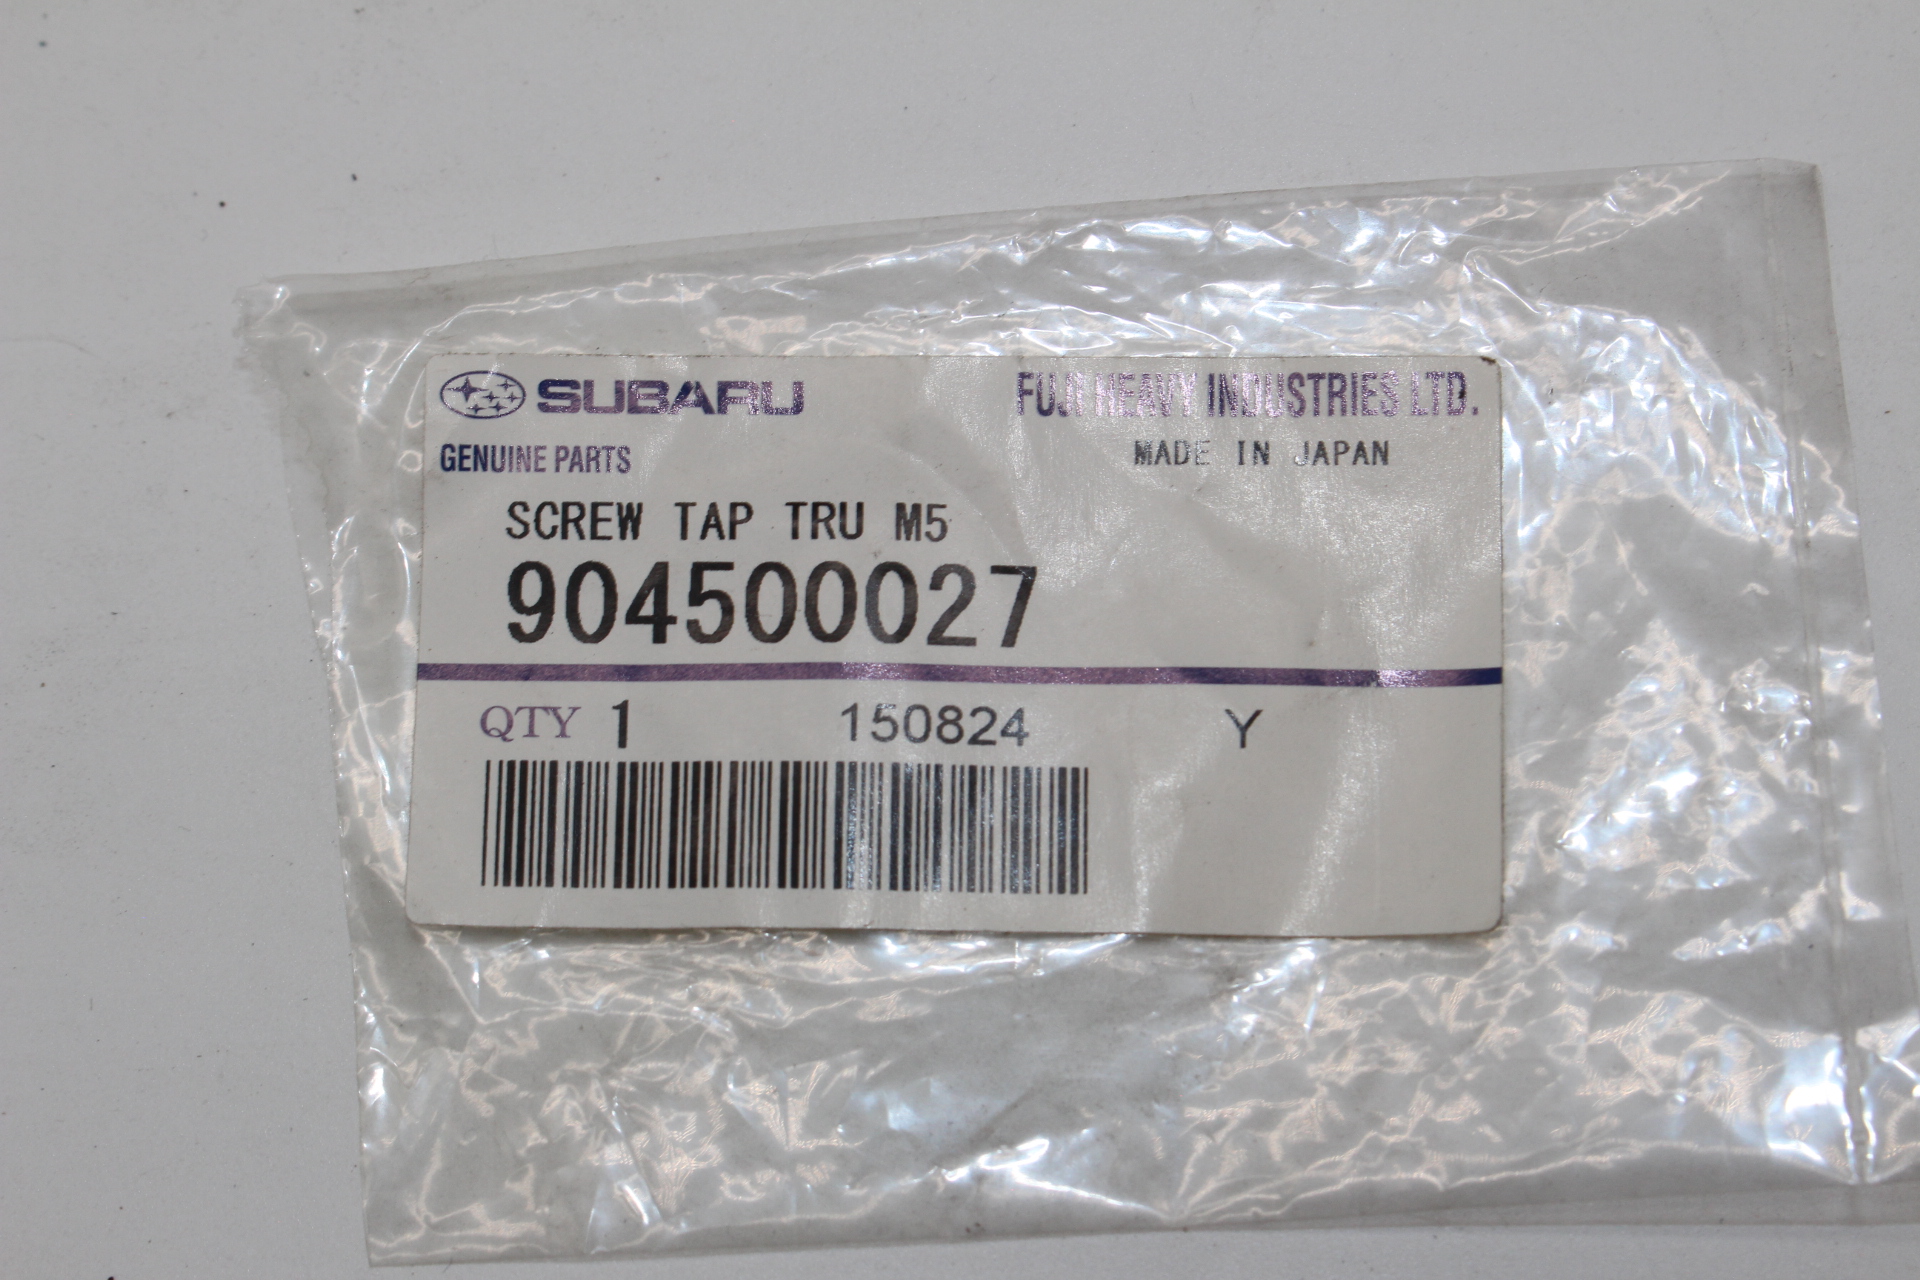 SUBARU FUJI HEAVY INDUSTRIES LTD.
GENUINE PARTS MADE IN JAPAN
SCREW TAP TRU M5
904500027
QTY 1 150824 Y